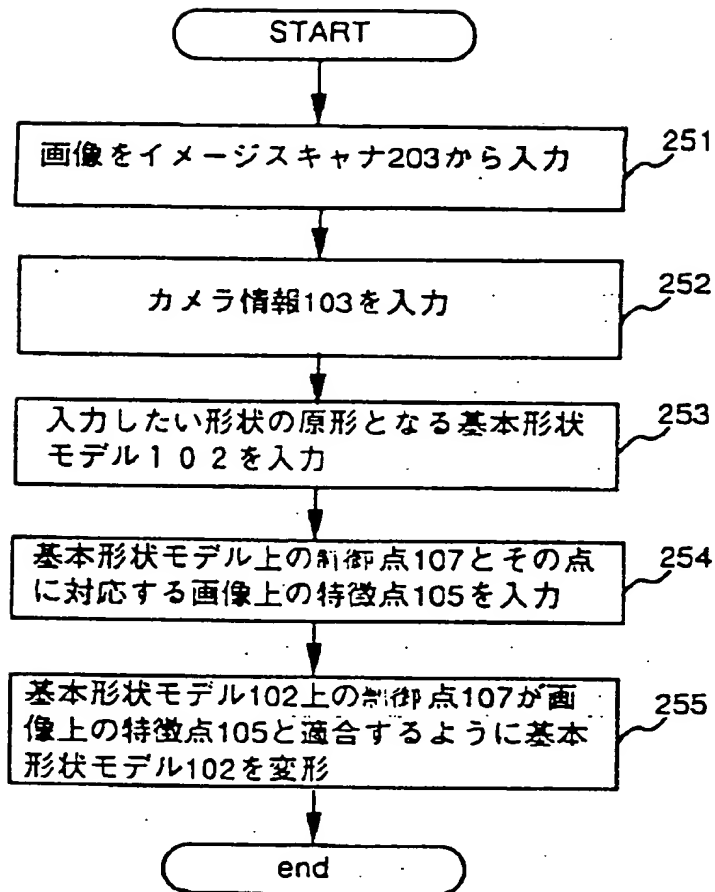 START
画像をイメージスキャナ203から入力
251
カメラ情報103を入力
252
入力したい形状の原形となる基本形状
モデル102を入力
253
基本形状モデル上の制御点107とその点
に対応する画像上の特徴点105を入力
254
基本形状モデル102上の制御点107が画
像上の特徴点105と適合するように基本
形状モデル102を変形
255
end